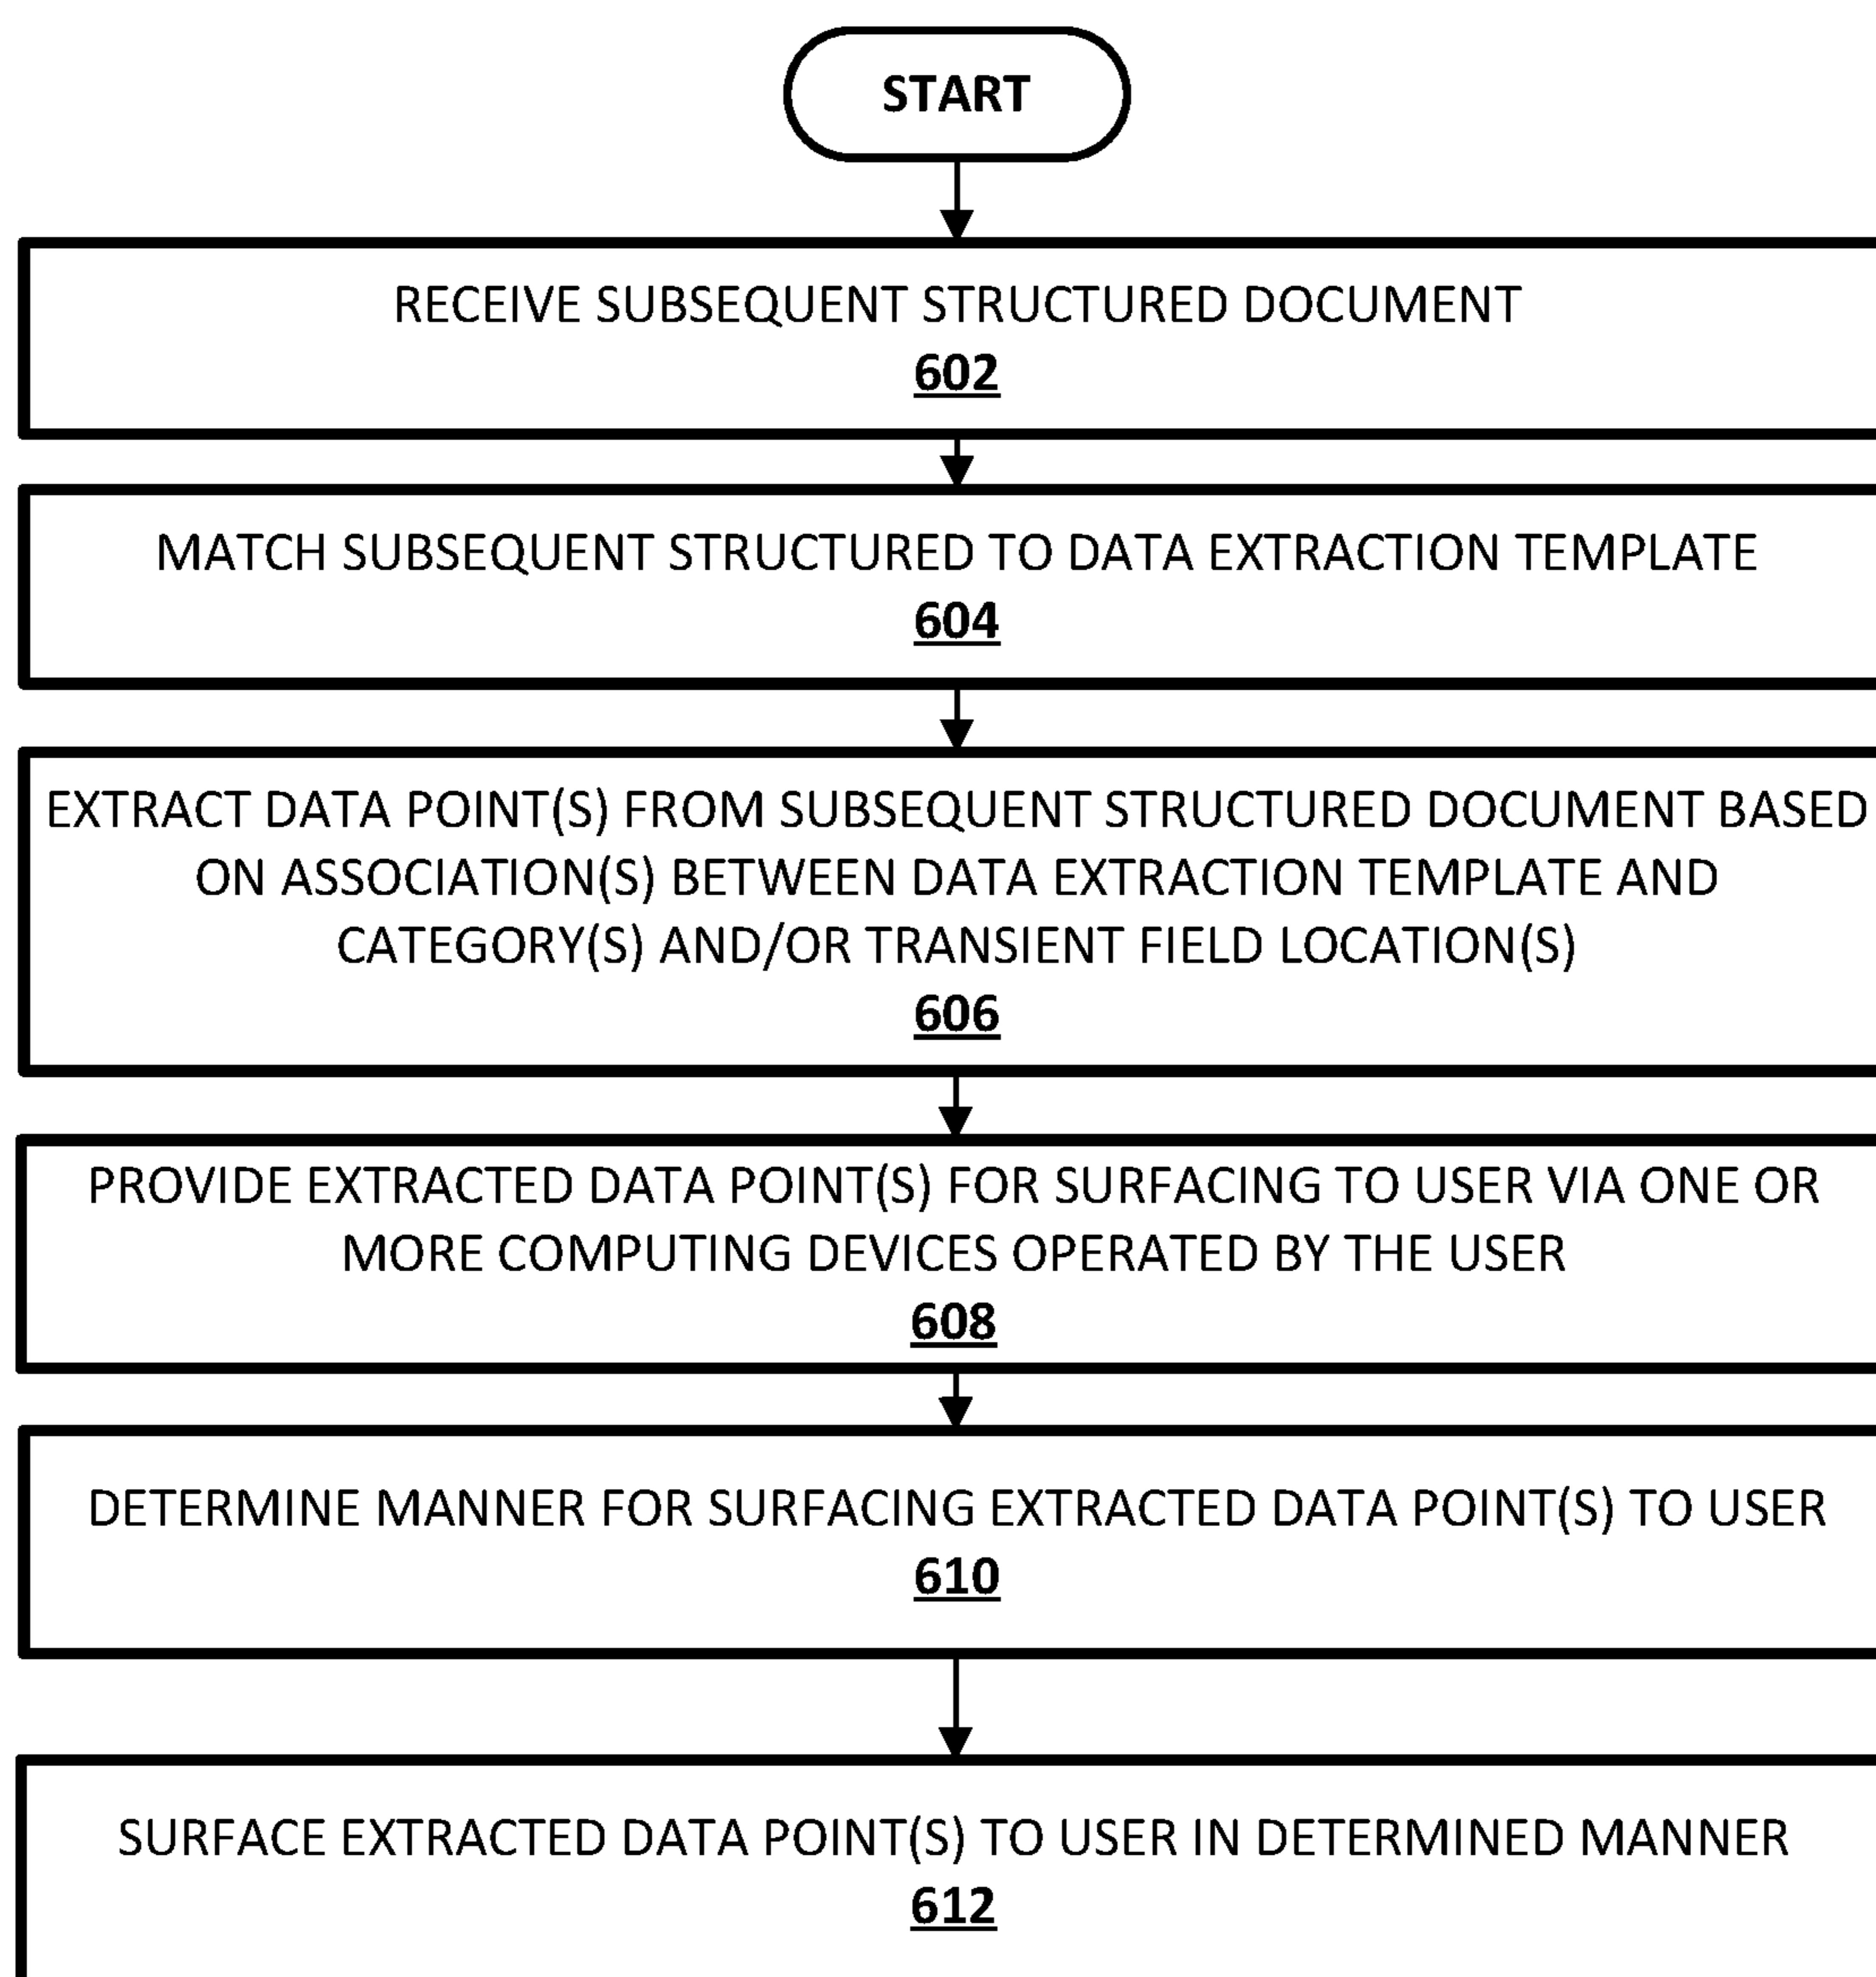 START
RECEIVE SUBSEQUENT STRUCTURED DOCUMENT
602
MATCH SUBSEQUENT STRUCTURED TO DATA EXTRACTION TEMPLATE
604
EXTRACT DATA POINT(S) FROM SUBSEQUENT STRUCTURED DOCUMENT BASED
ON ASSOCIATION(S) BETWEEN DATA EXTRACTION TEMPLATE AND
CATEGORY(S) AND/OR TRANSIENT FIELD LOCATION(S)
606
PROVIDE EXTRACTED DATA POINT(S) FOR SURFACING TO USER VIA ONE OR
MORE COMPUTING DEVICES OPERATED BY THE USER
608
DETERMINE MANNER FOR SURFACING EXTRACTED DATA POINT(S) TO USER
610
SURFACE EXTRACTED DATA POINT(S) TO USER IN DETERMINED MANNER
612